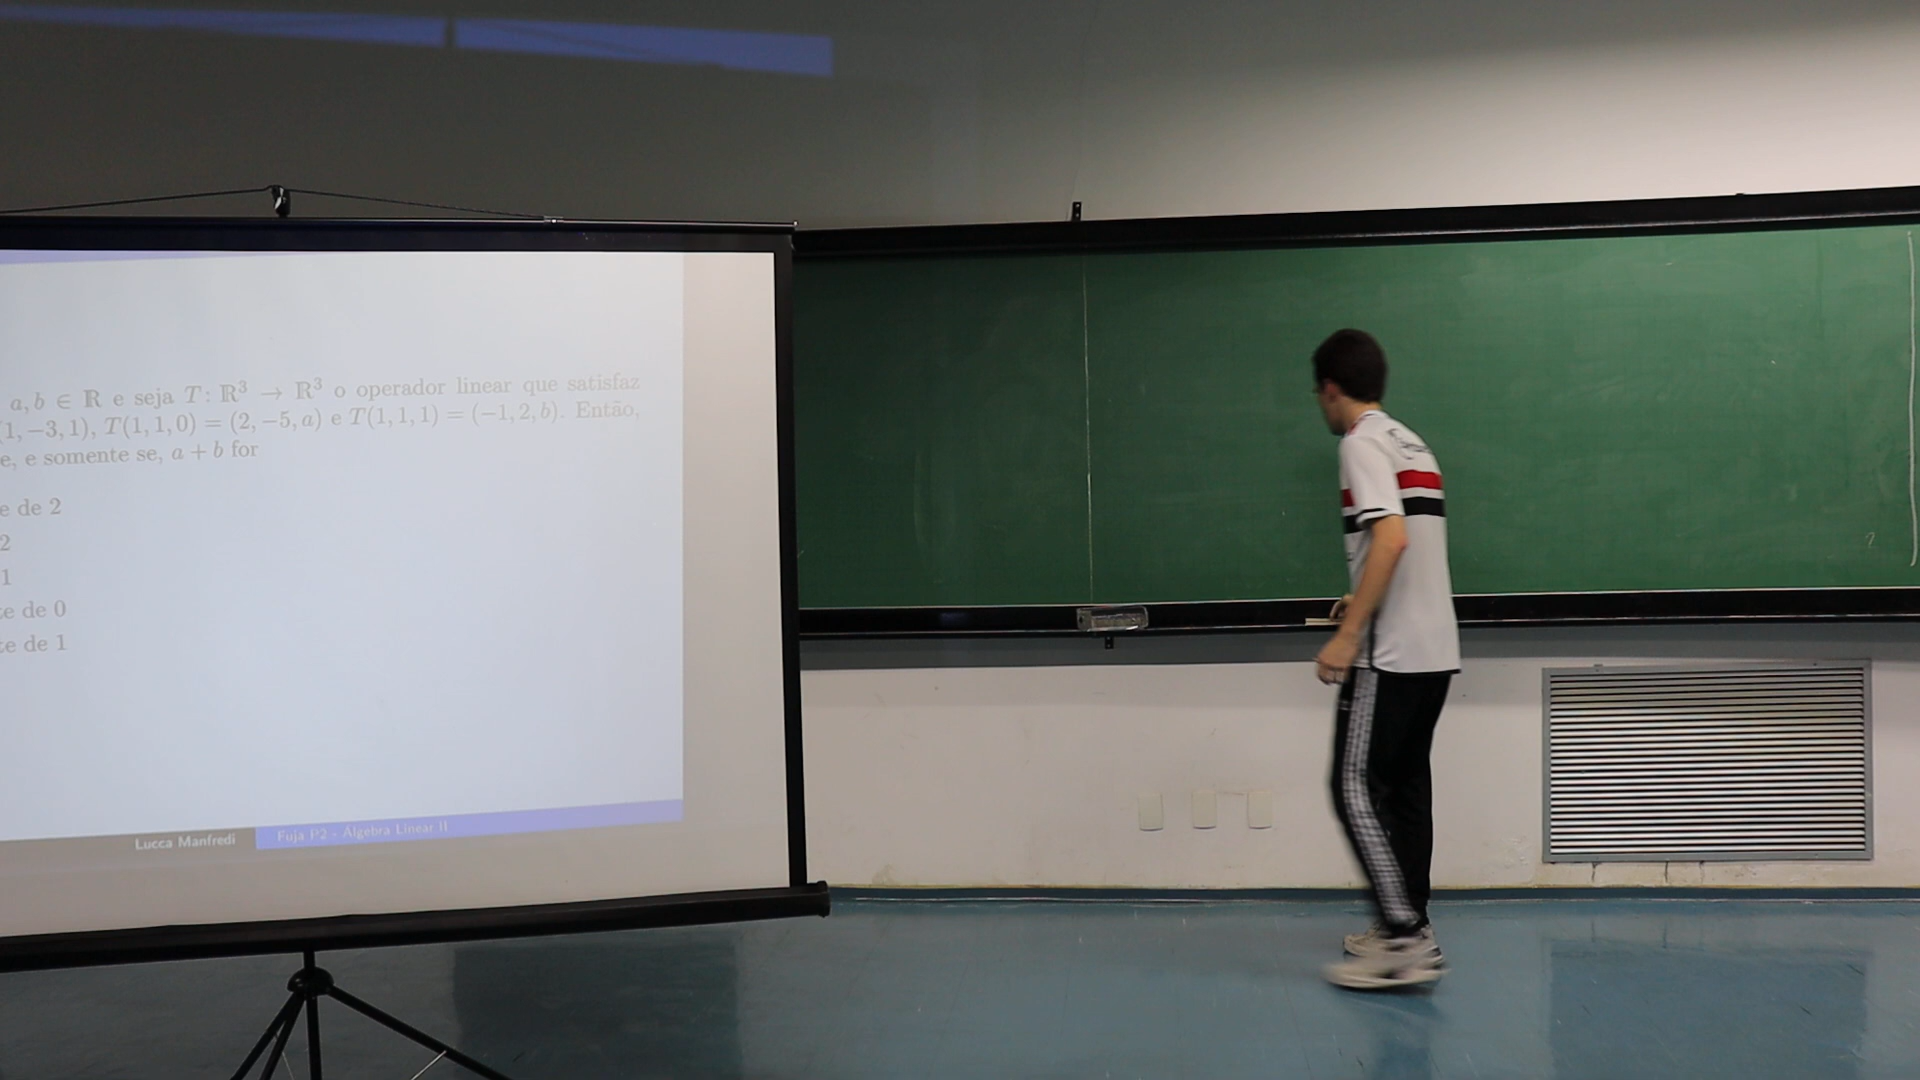 a, b ∈ ℝ e seja T: ℝ³ → ℝ³ o operador linear que satisfaz
(1, −3, 1), T(1, 1, 0) = (2, −5, a) e T(1, 1, 1) = (−1, 2, b). Então,
e, e somente se, a + b for
e de 2
2
1
te de 0
te de 1
Lucca Manfredi
Fuja P2 - Álgebra Linear II